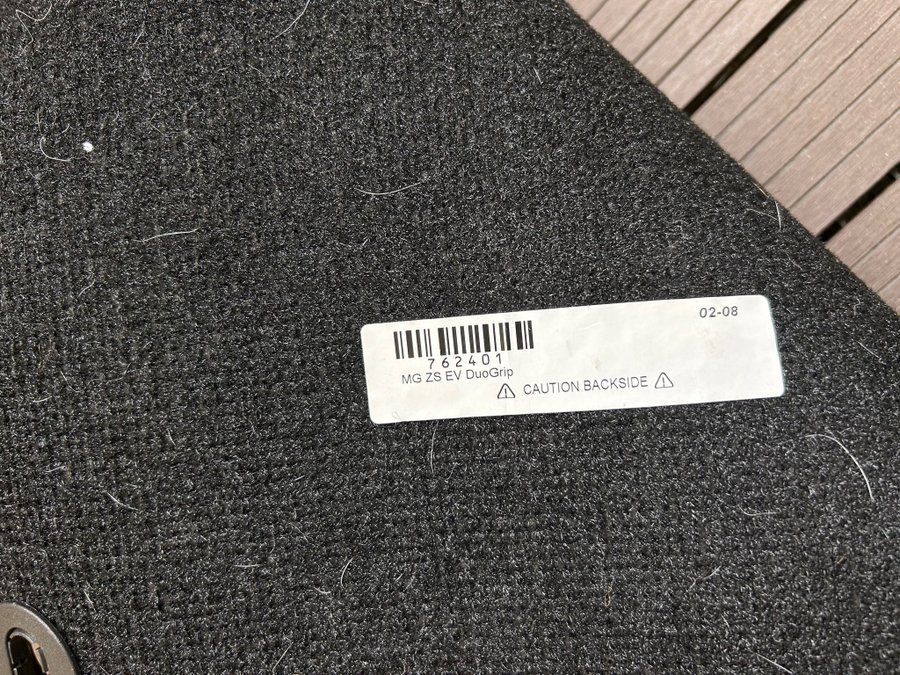 02-08
762401
MG ZS EV DuoGrip
CAUTION BACKSIDE